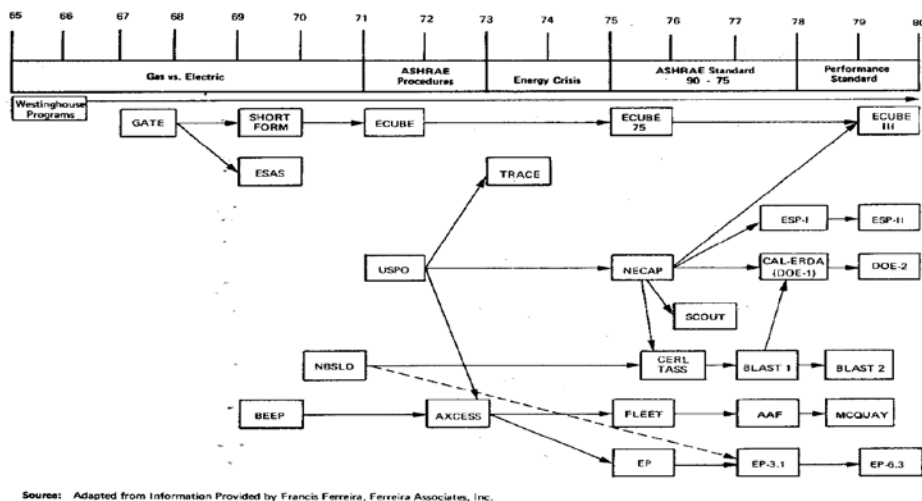 65 66 67 68 69 70 71 72 73 74 75 76 77 78 79 80
Gas vs. Electric
ASHRAE
Procedures
Energy Crisis
ASHRAE Standard
90 - 75
Performance
Standard
Westinghouse
Programs
GATE
SHORT
FORM
ECUBE
ECUBE
75
ECUBE
III
ESAS
TRACE
ESP-I
ESP-II
USPO
NECAP
CAL-ERDA
(DOE-1)
DOE-2
SCOUT
NBSLD
CERL
TASS
BLAST 1
BLAST 2
BEEP
AXCESS
FLEET
AAF
MCQUAY
EP
EP-3.1
EP-6.3
Source: Adapted from Information Provided by Francis Ferreira, Ferreira Associates, Inc.